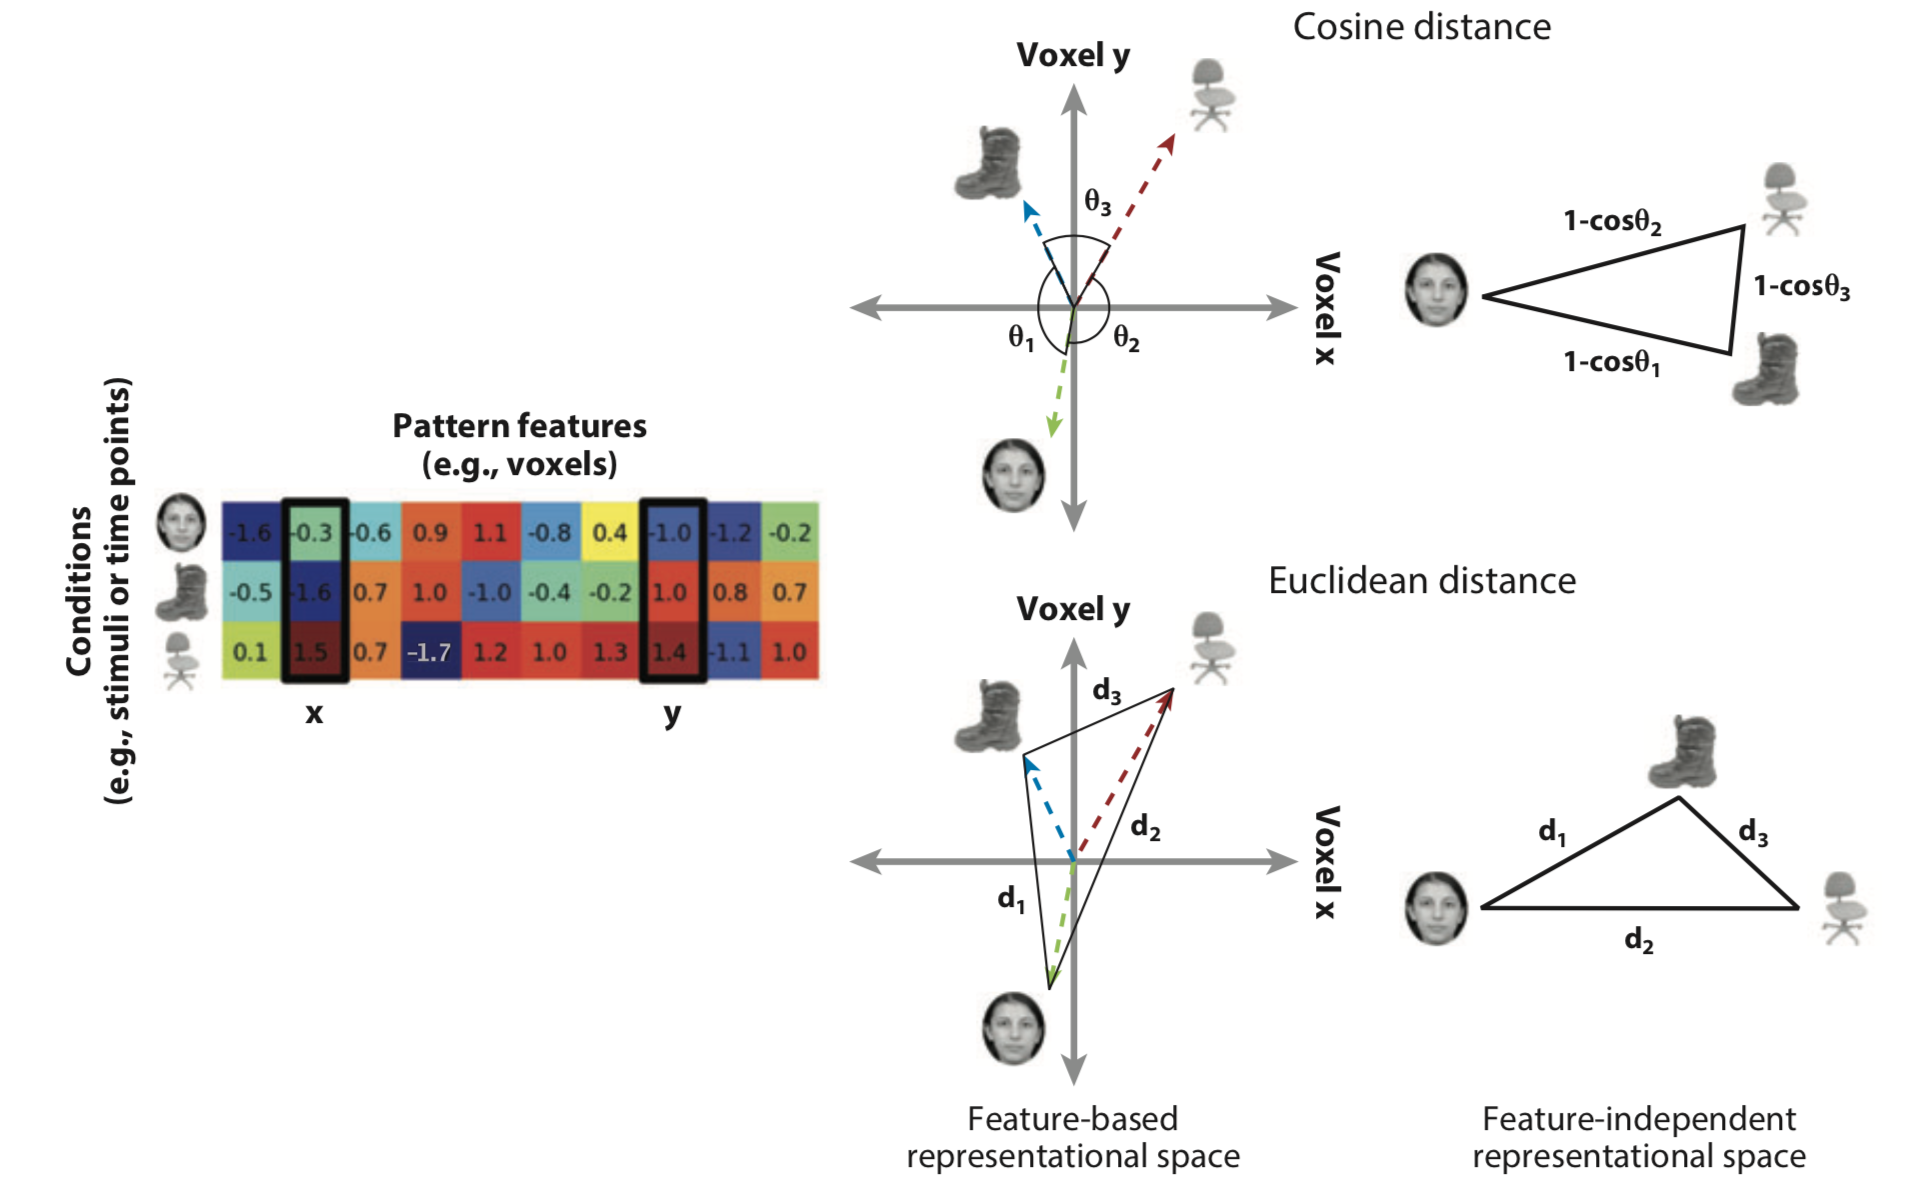 Cosine distance
Voxel y
θ3
θ1
θ2
Voxel x
1-cosθ2
1-cosθ3
1-cosθ1
Pattern features
(e.g., voxels)
Conditions
(e.g., stimuli or time points)
-1.6 -0.3 -0.6 0.9 1.1 -0.8 0.4 -1.0 -1.2 -0.2
-0.5 -1.6 0.7 1.0 -1.0 -0.4 -0.2 1.0 0.8 0.7
0.1 1.5 0.7 -1.7 1.2 1.0 1.3 1.4 -1.1 1.0
x y
Euclidean distance
Voxel y
d3
d2
d1
Voxel x
d1
d3
d2
Feature-based
representational space
Feature-independent
representational space